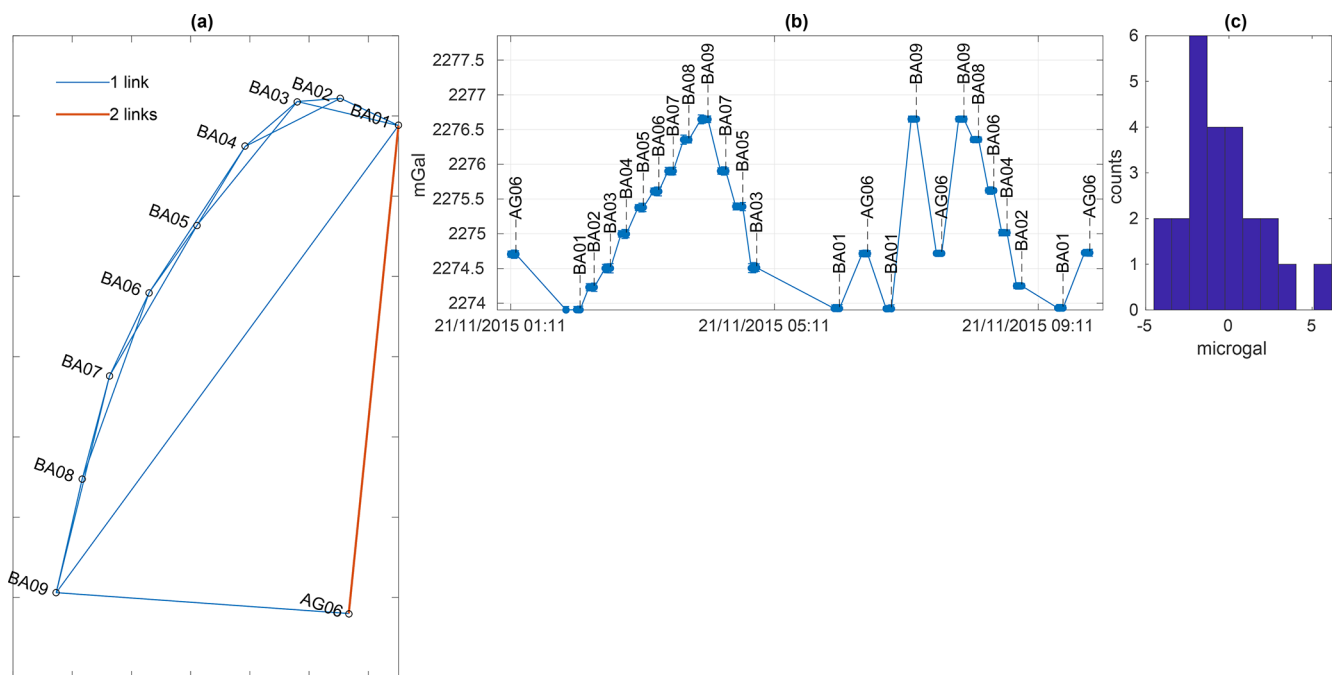 (a)
1 link
2 links
BA03
BA02
BA01
BA04
BA05
BA06
BA07
BA08
BA09
AG06
(b)
mGal
2277.5
2277
2276.5
2276
2275.5
2275
2274.5
2274
AG06
BA01
BA02
BA03
BA04
BA05
BA06
BA07
BA08
BA09
BA07
BA05
BA03
BA01
AG06
BA01
BA09
AG06
BA09
BA08
BA06
BA04
BA02
BA01
AG06
21/11/2015 01:11
21/11/2015 05:11
21/11/2015 09:11
(c)
counts
6
5
4
3
2
1
0
-5
0
5
microgal